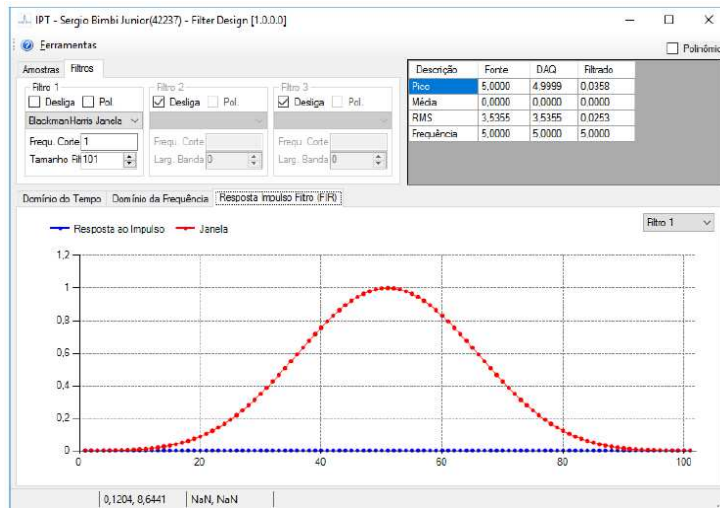 IPT - Sergio Bimbi Junior(42237) - Filter Design [1.0.0.0]
Ferramentas
Polinômio
Amostras Filtros
Filtro 1
Desliga Pol.
BlackmanHarris Janela
Frequ. Corte 1
Tamanho Filt 101
Filtro 2
Desliga Pol.
Frequ. Corte
Larg. Banda 0
Filtro 3
Desliga Pol.
Frequ. Corte
Larg. Banda 0
Descrição Fonte DAQ Filtrado
Pico 5,0000 4,9999 0,0358
Média 0,0000 0,0000 0,0000
RMS 3,5355 3,5355 0,0253
Frequência 5,0000 5,0000 5,0000
Domínio do Tempo Domínio da Frequência Resposta Impulso Filtro (FIR)
Resposta ao Impulso Janela
Filtro 1
1,2
1
0,8
0,6
0,4
0,2
0
0 20 40 60 80 100
0,1204, 8,6441 NaN, NaN